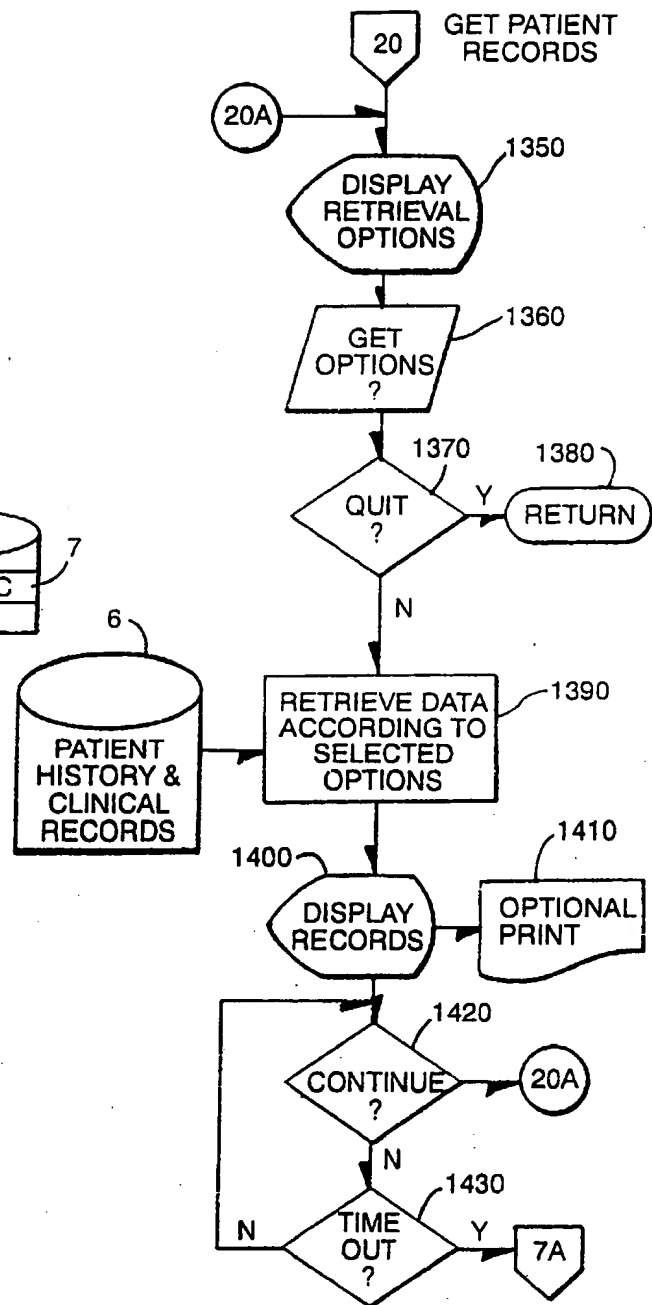 20
GET PATIENT
RECORDS
20A
1350
DISPLAY
RETRIEVAL
OPTIONS
1360
GET
OPTIONS
?
1370
1380
QUIT
?
Y
RETURN
N
7
C
6
1390
RETRIEVE DATA
ACCORDING TO
SELECTED
OPTIONS
PATIENT
HISTORY &
CLINICAL
RECORDS
1400
1410
DISPLAY
RECORDS
OPTIONAL
PRINT
1420
CONTINUE
?
20A
N
1430
TIME
OUT
?
N
Y
7A